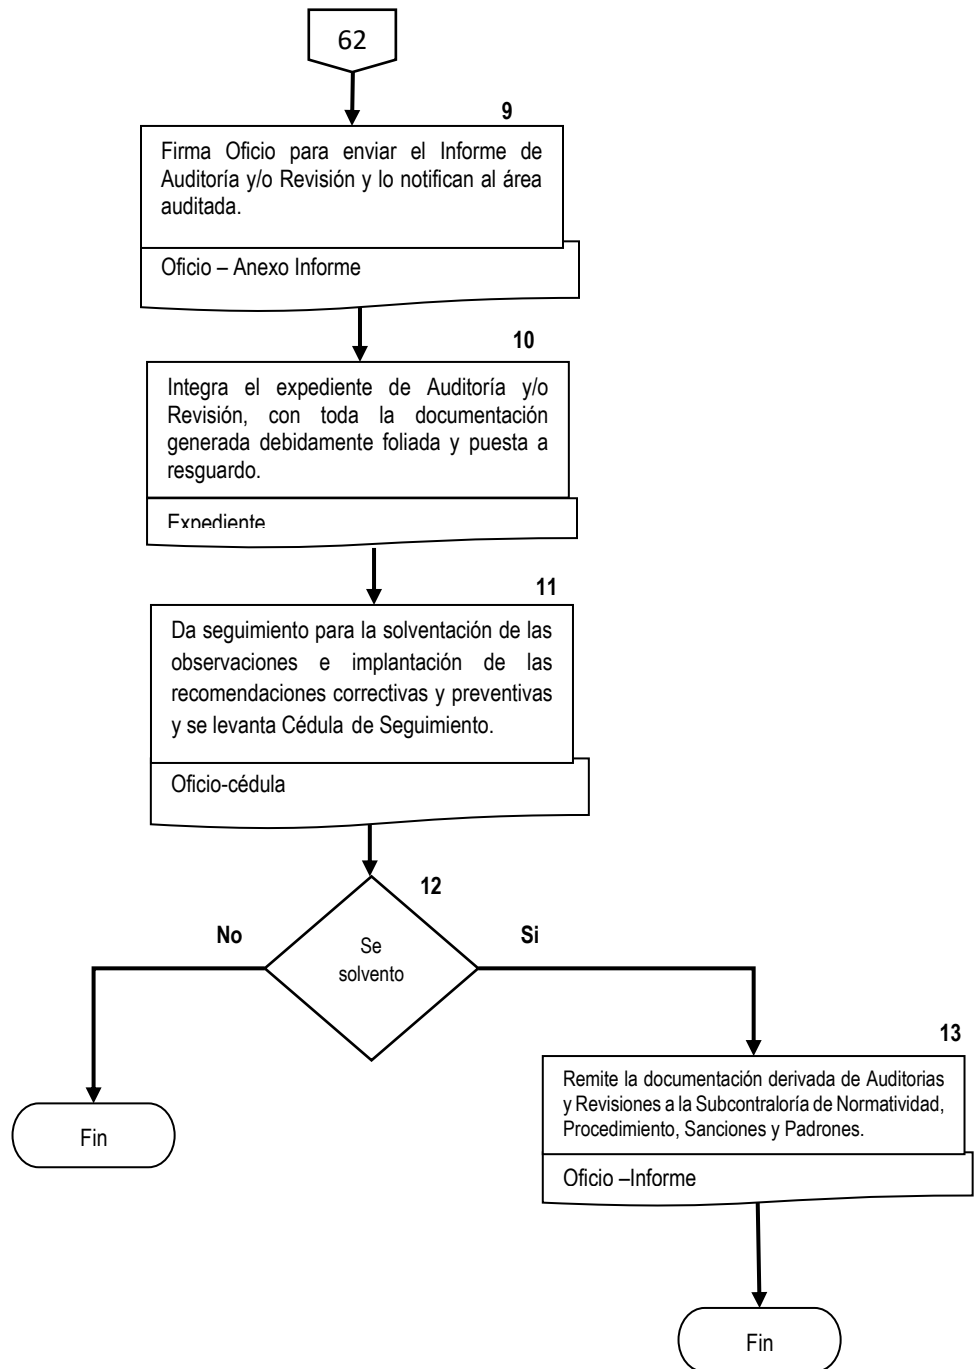 62
9
Firma Oficio para enviar el Informe de
Auditoría y/o Revisión y lo notifican al área
auditada.
Oficio – Anexo Informe
10
Integra el expediente de Auditoría y/o
Revisión, con toda la documentación
generada debidamente foliada y puesta a
resguardo.
Expediente
11
Da seguimiento para la solventación de las
observaciones e implantación de las
recomendaciones correctivas y preventivas
y se levanta Cédula de Seguimiento.
Oficio-cédula
12
No
Se
solvento
Si
13
Remite la documentación derivada de Auditorias
y Revisiones a la Subcontraloría de Normatividad,
Procedimiento, Sanciones y Padrones.
Oficio –Informe
Fin
Fin